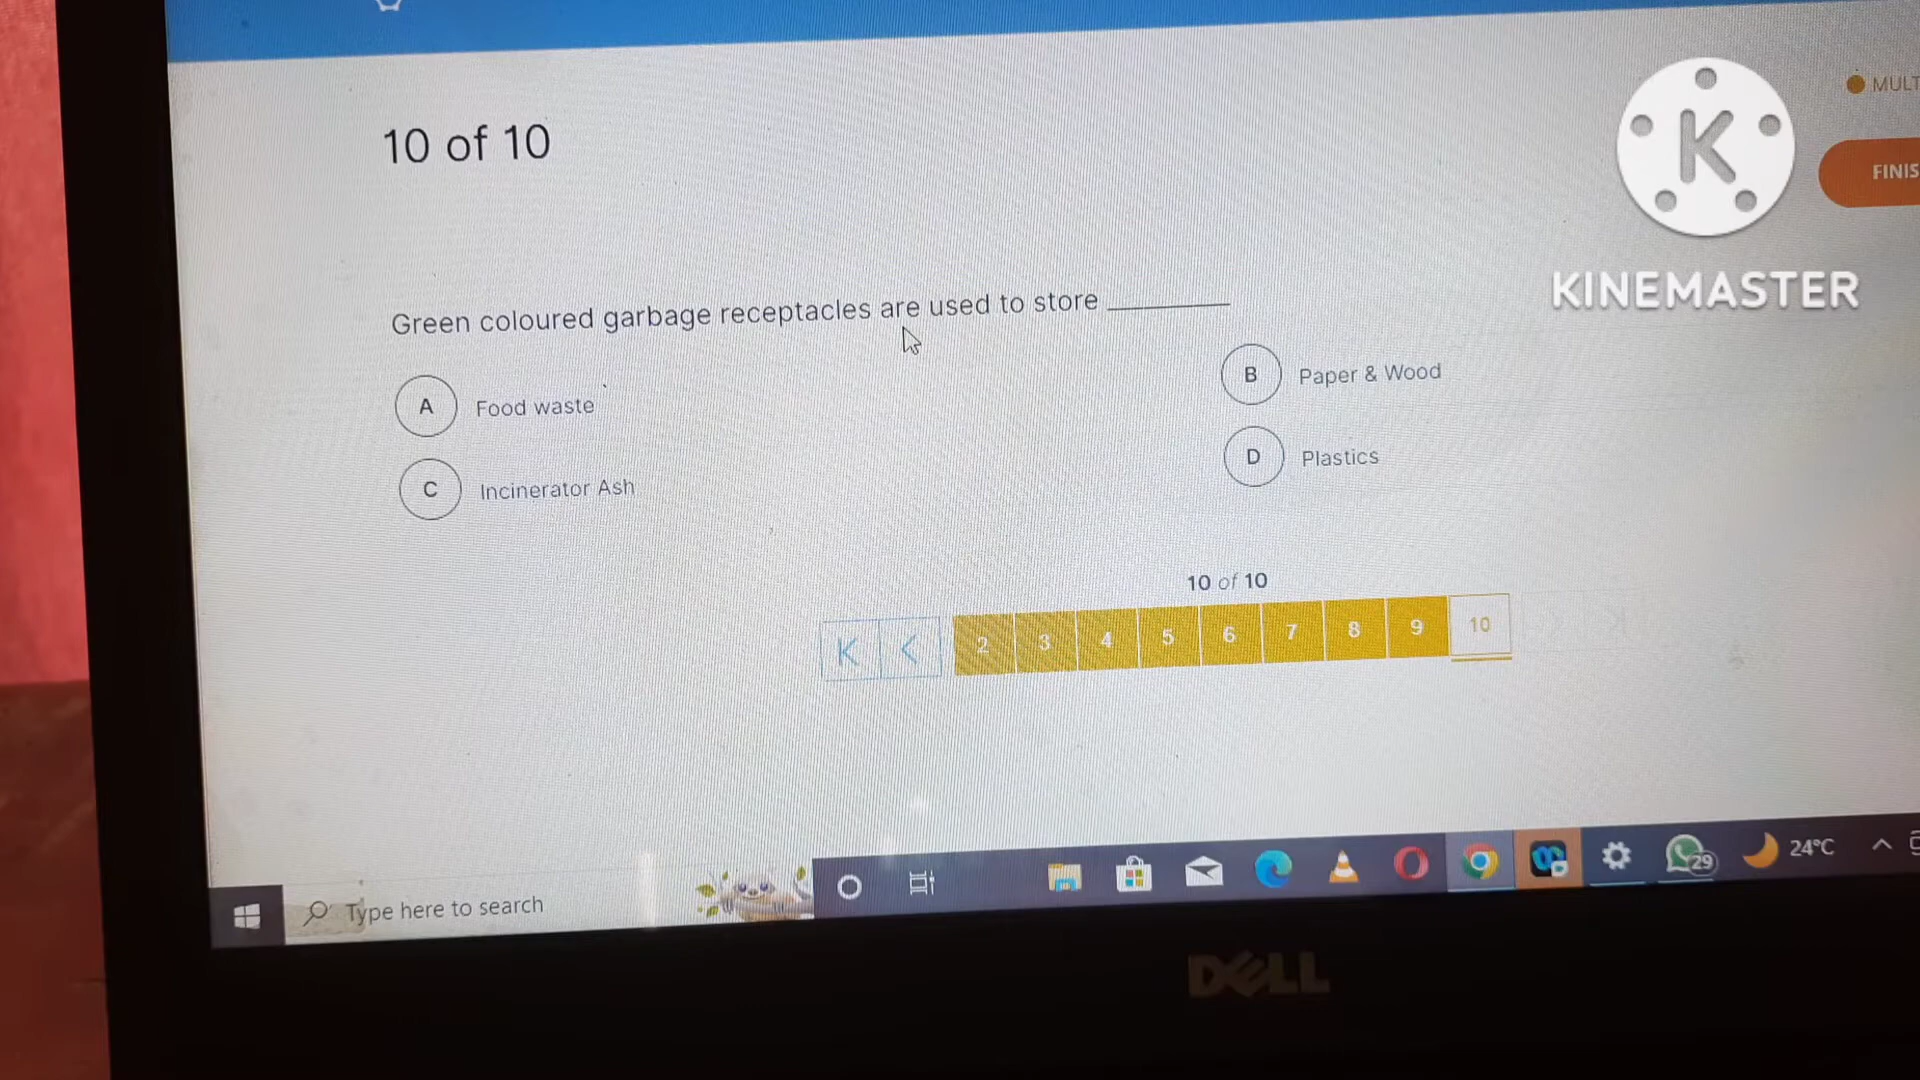 MULT
10 of 10
FINIS
K
KINEMASTER
Green coloured garbage receptacles are used to store ________
A Food waste
B Paper & Wood
C Incinerator Ash
D Plastics
10 of 10
2 3 4 5 6 7 8 9 10
Type here to search
29
24°C
DELL